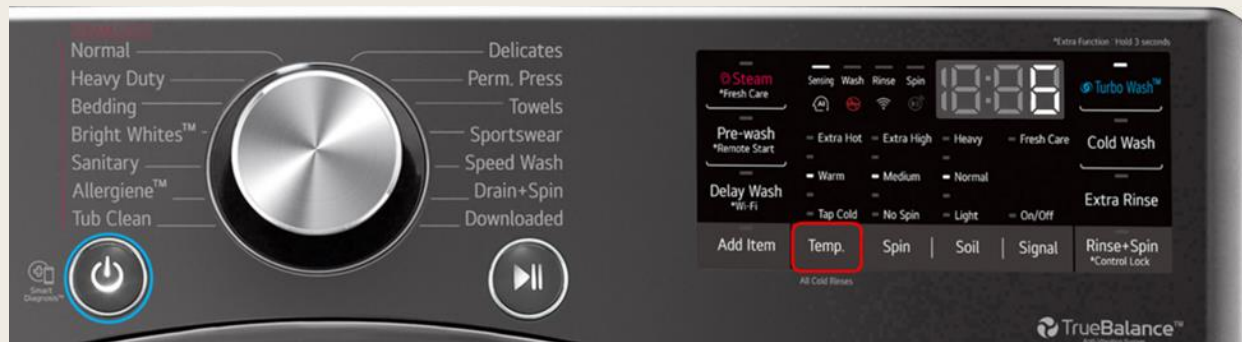 Normal
Heavy Duty
Bedding
Bright Whites™
Sanitary
Allergiene™
Tub Clean
Delicates
Perm. Press
Towels
Sportswear
Speed Wash
Drain+Spin
Downloaded
Smart
Diagnosis™
*Extra Function : Hold 3 seconds
Steam
*Fresh Care
Pre-wash
*Remote Start
Delay Wash
*Wi-Fi
Add Item
Sensing Wash Rinse Spin
AI
Extra Hot Extra High Heavy Fresh Care
Warm Medium Normal
Tap Cold No Spin Light On/Off
Temp. Spin Soil Signal
All Cold Rinses
Turbo Wash™
Cold Wash
Extra Rinse
Rinse+Spin
*Control Lock
TrueBalance™